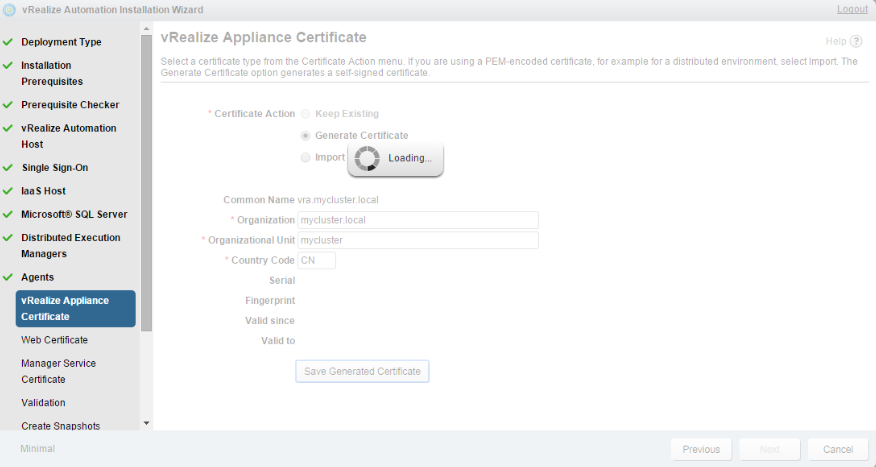 vRealize Automation Installation Wizard
Logout
Deployment Type
Installation
Prerequisites
Prerequisite Checker
vRealize Automation
Host
Single Sign-On
IaaS Host
Microsoft® SQL Server
Distributed Execution
Managers
Agents
vRealize Appliance
Certificate
Web Certificate
Manager Service
Certificate
Validation
Create Snapshots
vRealize Appliance Certificate
Help ?
Select a certificate type from the Certificate Action menu. If you are using a PEM-encoded certificate, for example for a distributed environment, select Import. The
Generate Certificate option generates a self-signed certificate.
* Certificate Action Keep Existing
Generate Certificate
Import
Loading...
Common Name vra.mycluster.local
* Organization mycluster.local
* Organizational Unit mycluster
* Country Code CN
Serial
Fingerprint
Valid since
Valid to
Save Generated Certificate
Minimal
Previous Next Cancel